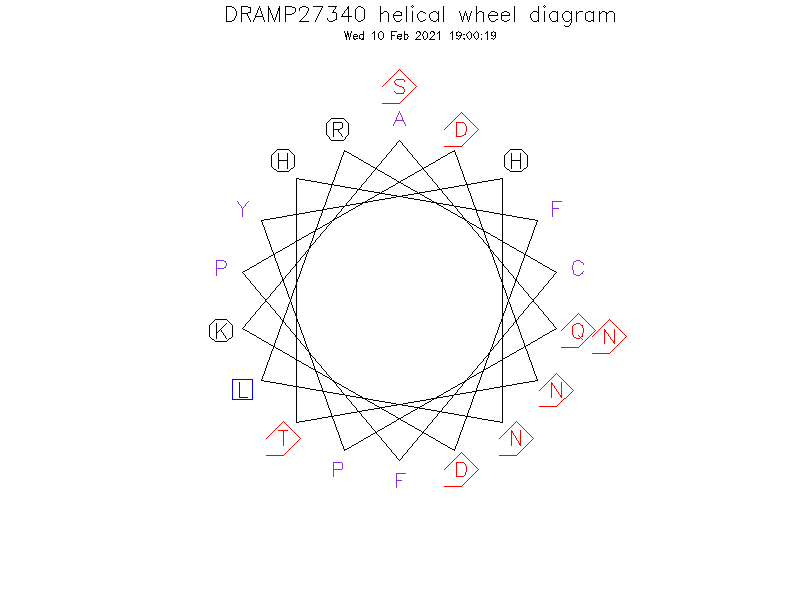 DRAMP27340 helical wheel diagram
Wed 10 Feb 2021 19:00:19
S
A
R
D
H
H
Y
F
P
C
K
Q
N
L
N
T
N
P
D
F